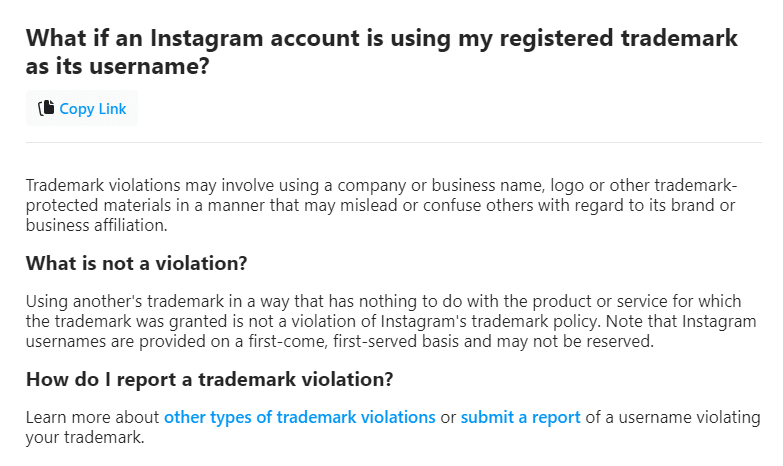 What if an Instagram account is using my registered trademark
as its username?
Copy Link
Trademark violations may involve using a company or business name, logo or other trademark-
protected materials in a manner that may mislead or confuse others with regard to its brand or
business affiliation.
What is not a violation?
Using another's trademark in a way that has nothing to do with the product or service for which
the trademark was granted is not a violation of Instagram's trademark policy. Note that Instagram
usernames are provided on a first-come, first-served basis and may not be reserved.
How do I report a trademark violation?
Learn more about other types of trademark violations or submit a report of a username violating
your trademark.